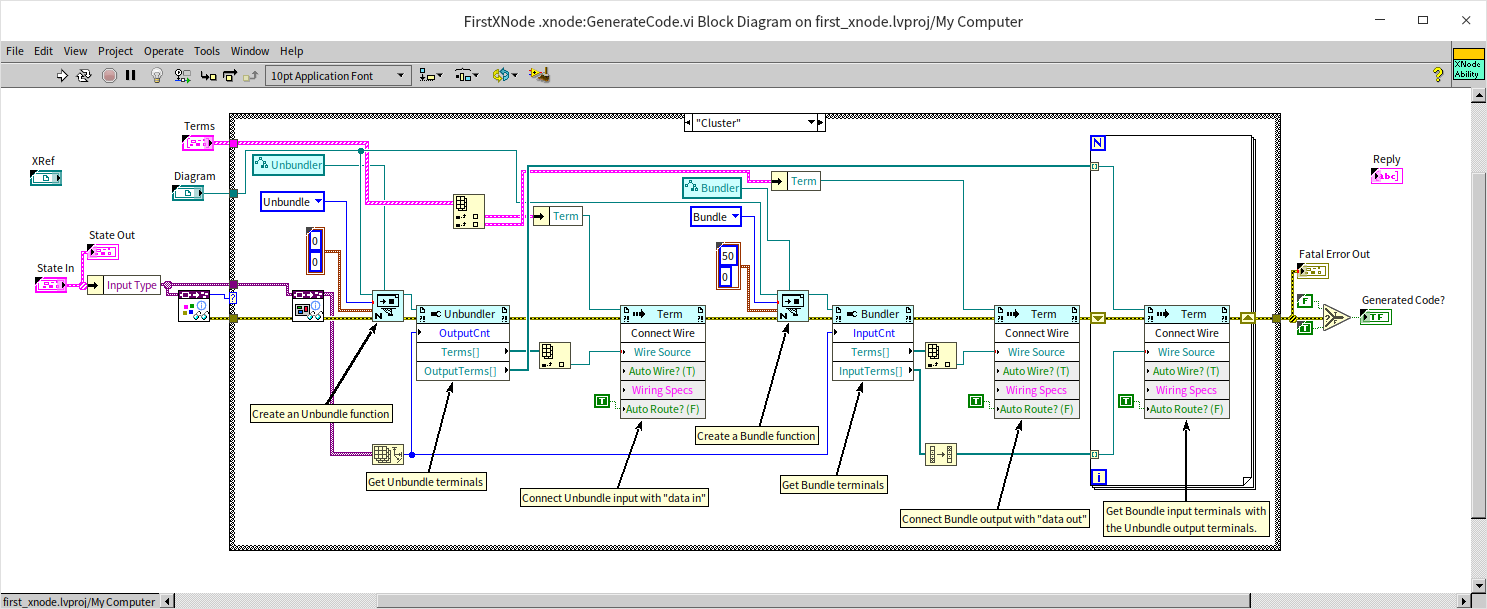 FirstXNode .xnode:GenerateCode.vi Block Diagram on first_xnode.lvproj/My Computer
File Edit View Project Operate Tools Window Help
10pt Application Font
?
XNode
Ability
"Cluster"
Terms
XRef
Diagram
Unbundler
Unbundle
Bundler
Bundle
Term
Term
N
Reply
abc
State Out
State In
Input Type
0
0
50
0
?
Fatal Error Out
Generated Code?
F
T
TF
Unbundler
OutputCnt
Terms[]
OutputTerms[]
Term
Connect Wire
Wire Source
Auto Wire? (T)
Wiring Specs
Auto Route? (F)
T
Bundler
InputCnt
Terms[]
InputTerms[]
Term
Connect Wire
Wire Source
Auto Wire? (T)
Wiring Specs
Auto Route? (F)
T
Term
Connect Wire
Wire Source
Auto Wire? (T)
Wiring Specs
Auto Route? (F)
T
Create an Unbundle function
Create a Bundle function
Get Unbundle terminals
Get Bundle terminals
i
Connect Unbundle input with "data in"
Connect Bundle output with "data out"
Get Boundle input terminals with
the Unbundle output terminals.
first_xnode.lvproj/My Computer